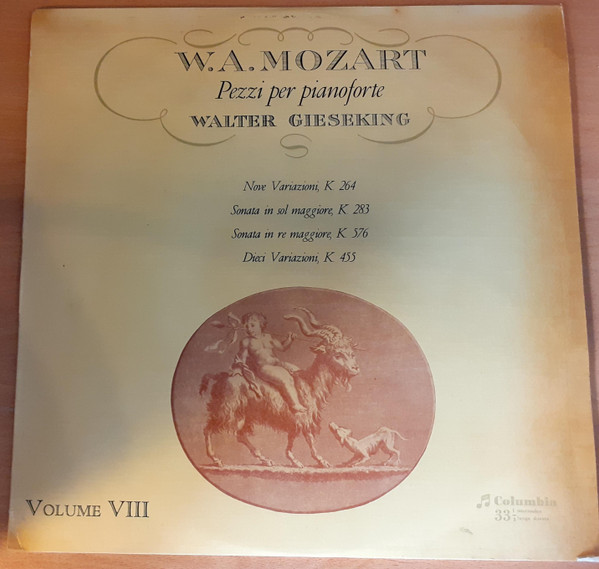 W.A.MOZART
Pezzi per pianoforte
WALTER GIESEKING
Nove Variazioni, K 264
Sonata in sol maggiore, K 283
Sonata in re maggiore, K 576
Dieci Variazioni, K 455
VOLUME VIII
Columbia
33